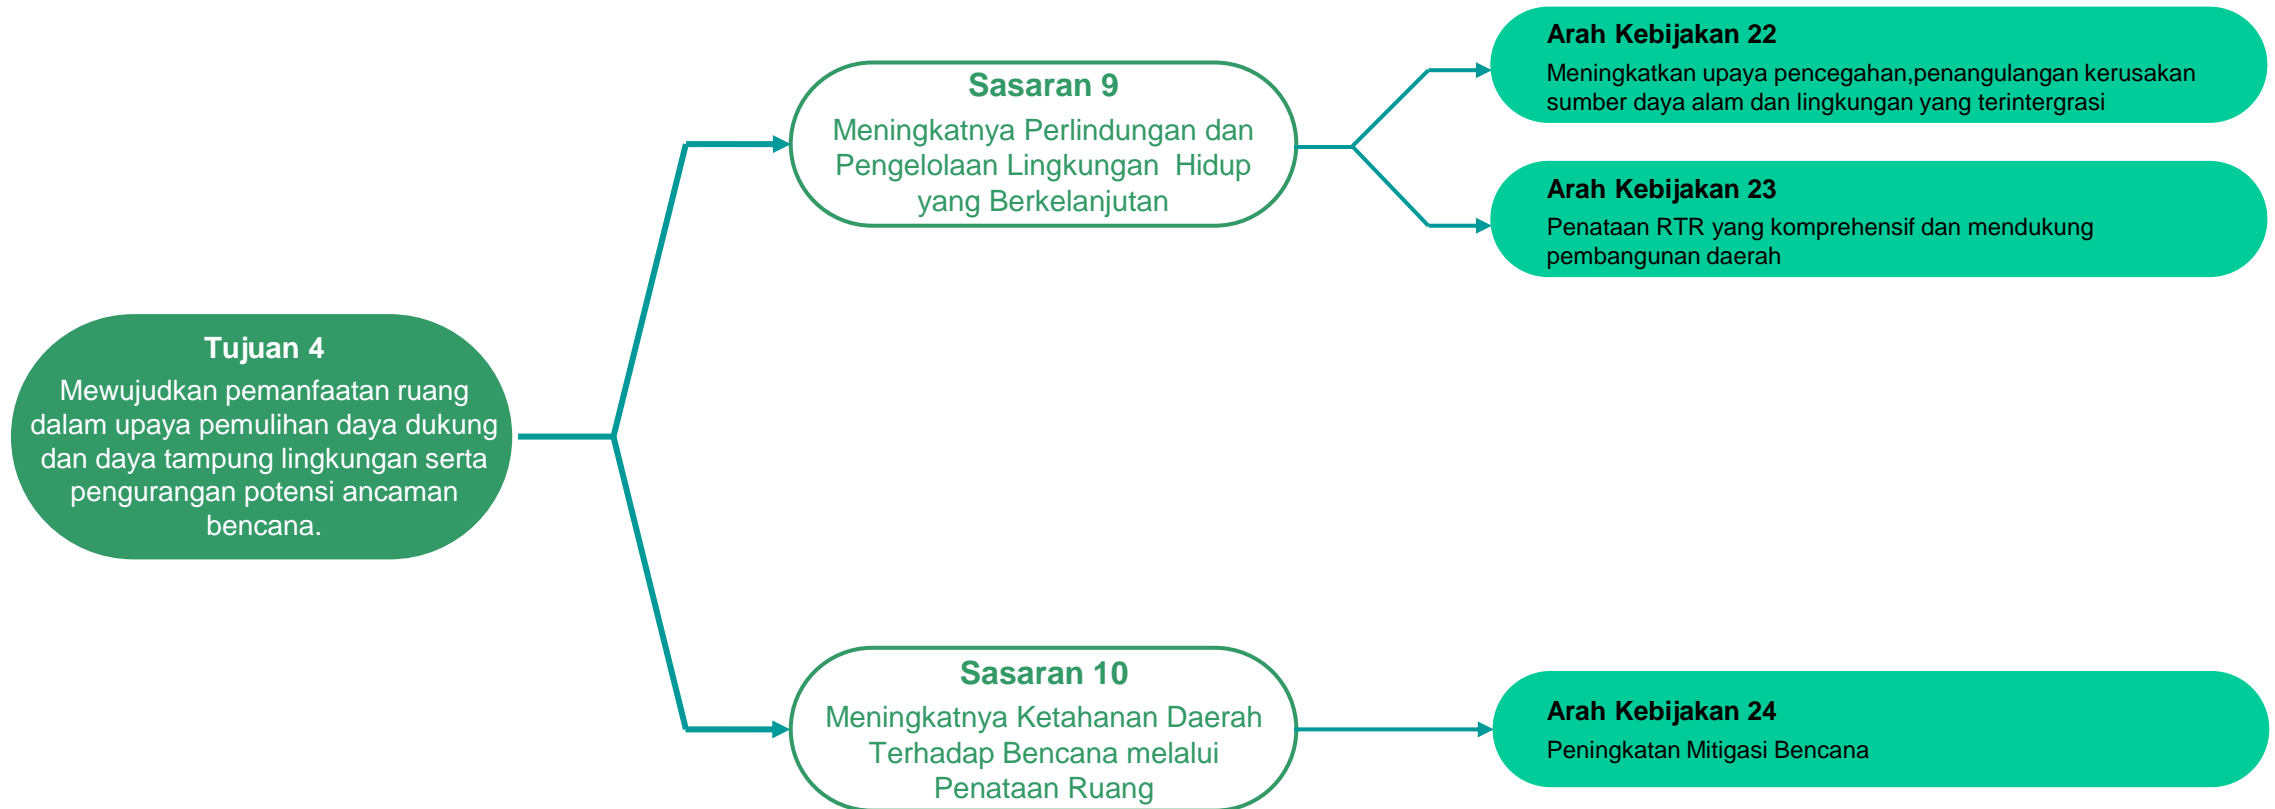 Tujuan 4
Mewujudkan pemanfaatan ruang
dalam upaya pemulihan daya dukung
dan daya tampung lingkungan serta
pengurangan potensi ancaman
bencana.
Sasaran 9
Meningkatnya Perlindungan dan
Pengelolaan Lingkungan Hidup
yang Berkelanjutan
Arah Kebijakan 22
Meningkatkan upaya pencegahan,penangulangan kerusakan
sumber daya alam dan lingkungan yang terintergrasi
Arah Kebijakan 23
Penataan RTR yang komprehensif dan mendukung
pembangunan daerah
Sasaran 10
Meningkatnya Ketahanan Daerah
Terhadap Bencana melalui
Penataan Ruang
Arah Kebijakan 24
Peningkatan Mitigasi Bencana